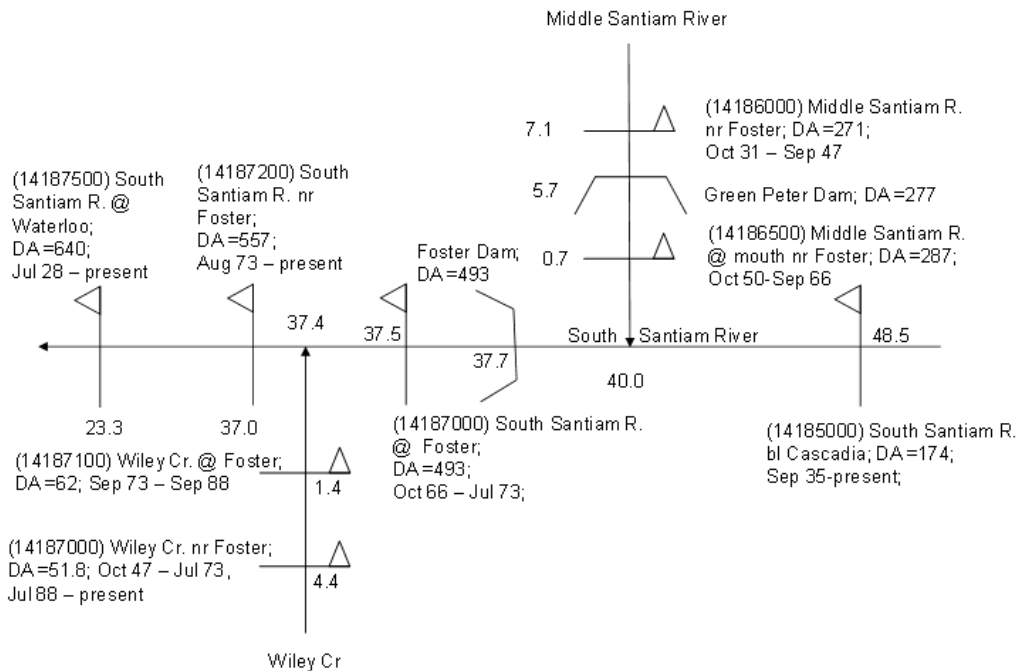 Middle Santiam River
7.1
(14186000) Middle Santiam R.
nr Foster; DA=271;
Oct 31 – Sep 47
5.7
Green Peter Dam; DA=277
0.7
(14186500) Middle Santiam R.
@ mouth nr Foster; DA=287;
Oct 50-Sep 66
(14187500) South
Santiam R. @
Waterloo;
DA=640;
Jul 28 – present
(14187200) South
Santiam R. nr
Foster;
DA=557;
Aug 73 – present
Foster Dam;
DA=493
37.4
37.5
37.7
South Santiam River
40.0
48.5
23.3
37.0
(14187100) Wiley Cr. @ Foster;
DA=62; Sep 73 – Sep 88
1.4
(14187000) South Santiam R.
@ Foster;
DA=493;
Oct 66 – Jul 73;
(14185000) South Santiam R.
bl Cascadia; DA=174;
Sep 35-present;
(14187000) Wiley Cr. nr Foster;
DA=51.8; Oct 47 – Jul 73,
Jul 88 – present
4.4
Wiley Cr